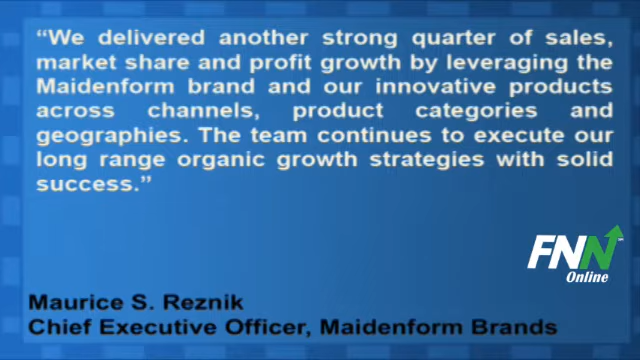 “We delivered another strong quarter of sales,
market share and profit growth by leveraging the
Maidenform brand and our innovative products
across channels, product categories and
geographies. The team continues to execute our
long range organic growth strategies with solid
success.”
FNN
Online
Maurice S. Reznik
Chief Executive Officer, Maidenform Brands